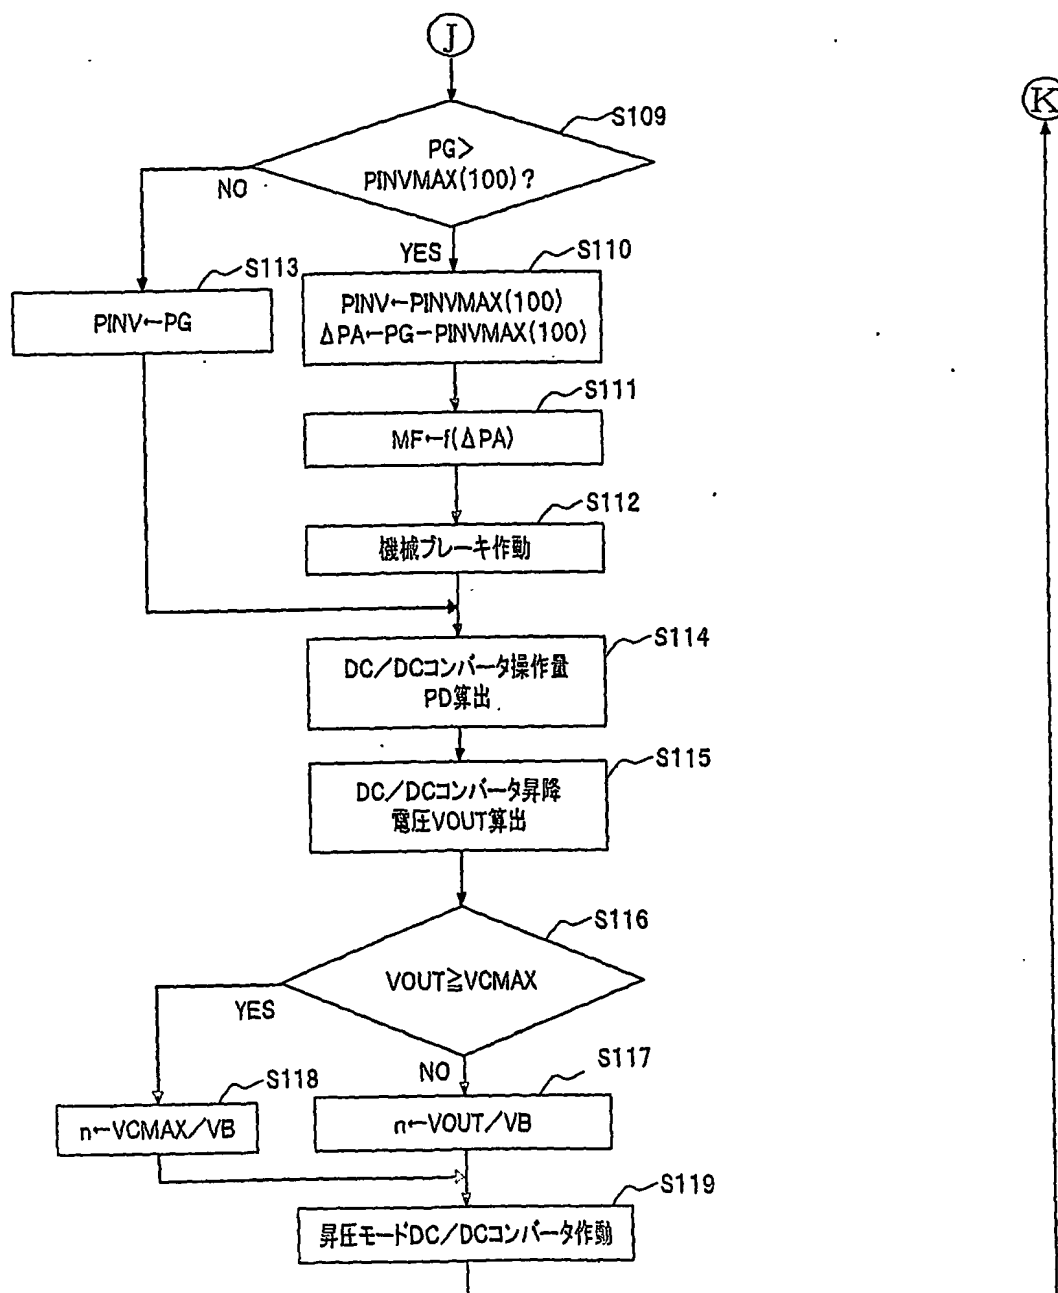 J
K
S109
PG>
PINVMAX(100)?
NO
YES
S110
S113
PINV←PG
PINV←PINVMAX(100)
ΔPA←PG−PINVMAX(100)
S111
MF←f(ΔPA)
S112
機械ブレーキ作動
S114
DC／DCコンバータ操作量
PD算出
S115
DC／DCコンバータ昇降
電圧VOUT算出
S116
VOUT≧VCMAX
YES
NO
S117
S118
n←VCMAX／VB
n←VOUT／VB
S119
昇圧モードDC／DCコンバータ作動